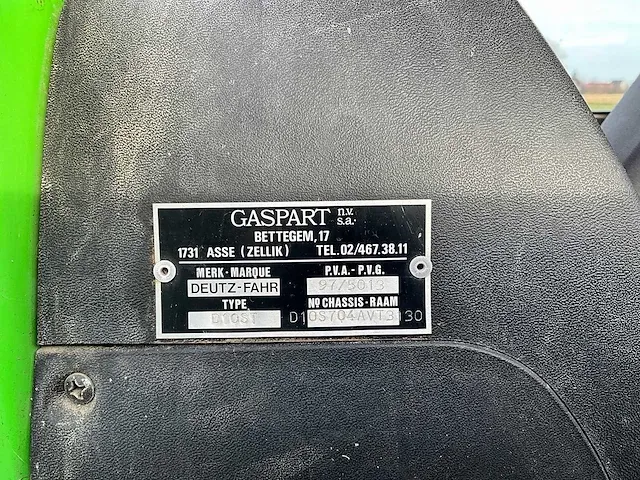 GASPART n.v. s.a.
BETTEGEM, 17
1731 ASSE (ZELLIK) TEL. 02/467.38.11
MERK - MARQUE P.V.A. - P.V.G.
DEUTZ-FAHR 97/5013
TYPE Nº CHASSIS - RAAM
D10S704AVT3130